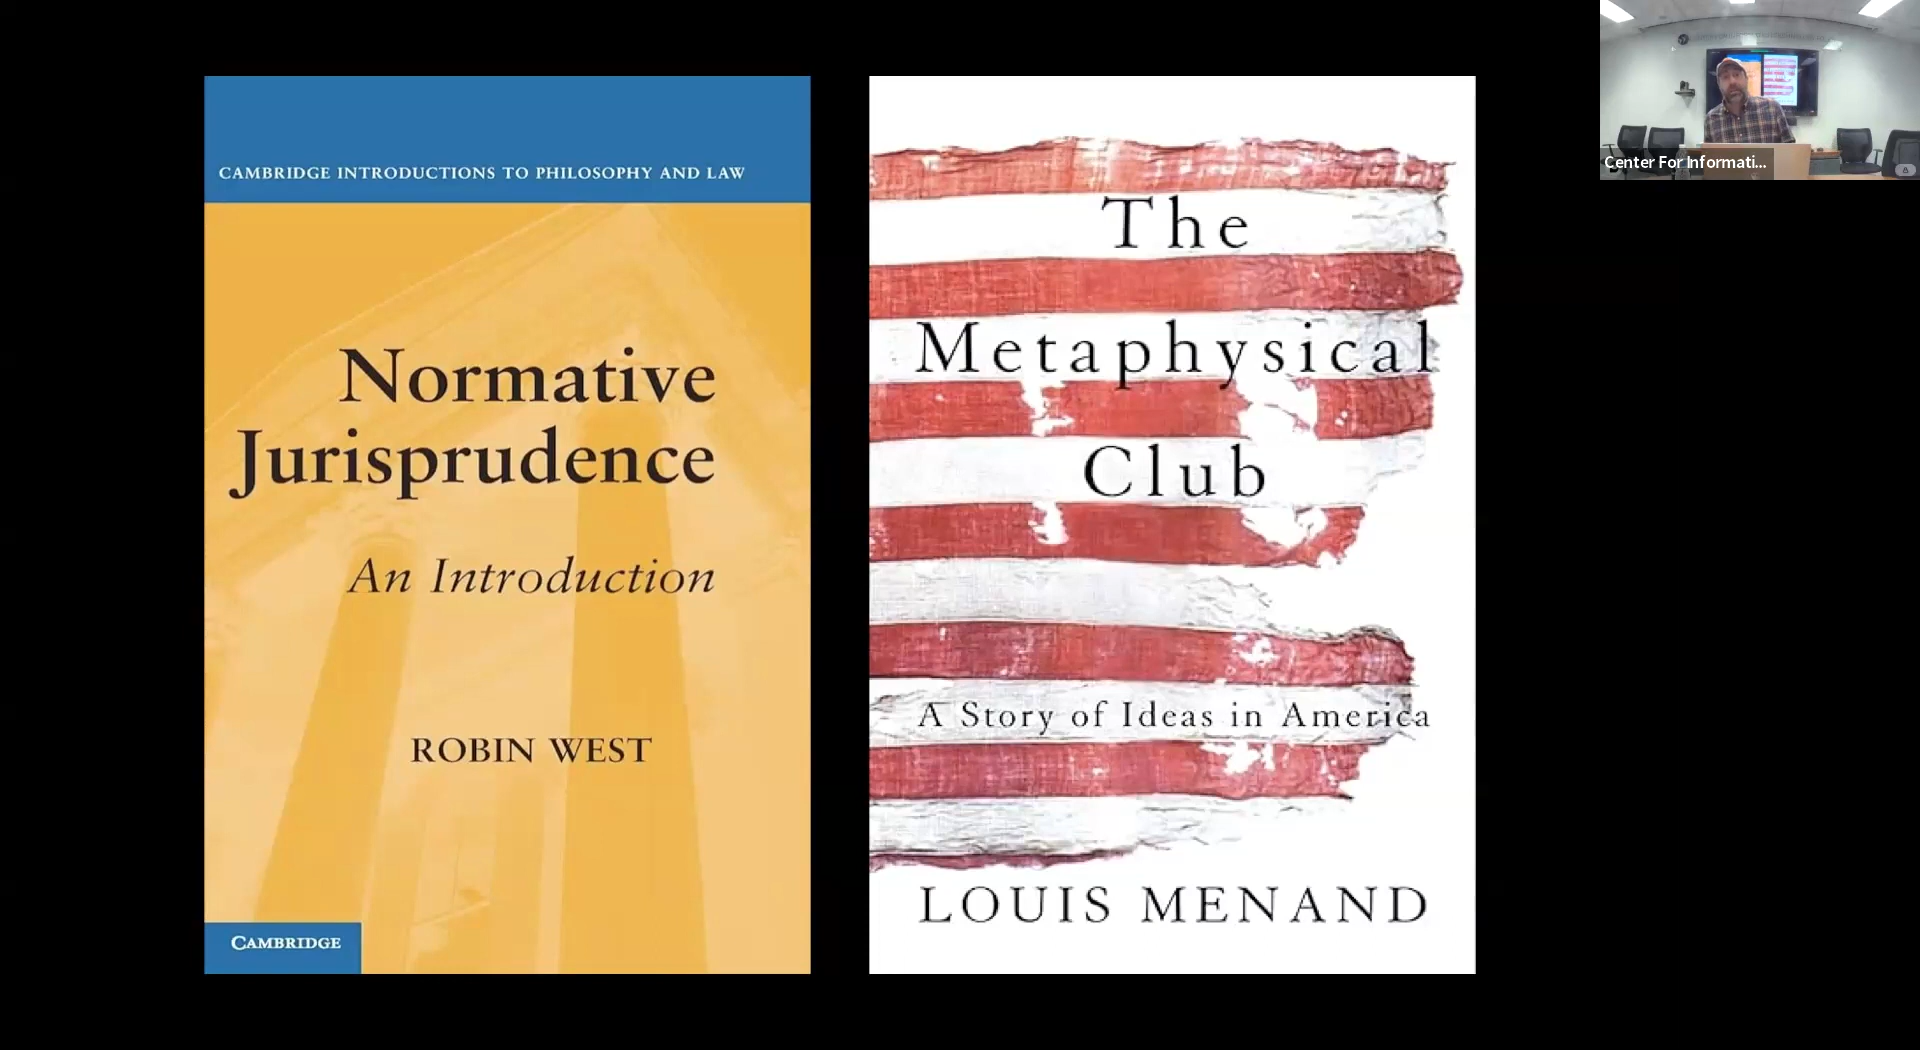 CAMBRIDGE INTRODUCTIONS TO PHILOSOPHY AND LAW
Normative
Jurisprudence
An Introduction
ROBIN WEST
CAMBRIDGE
The
Metaphysical
Club
A Story of Ideas in America
LOUIS MENAND
Center For Informati...